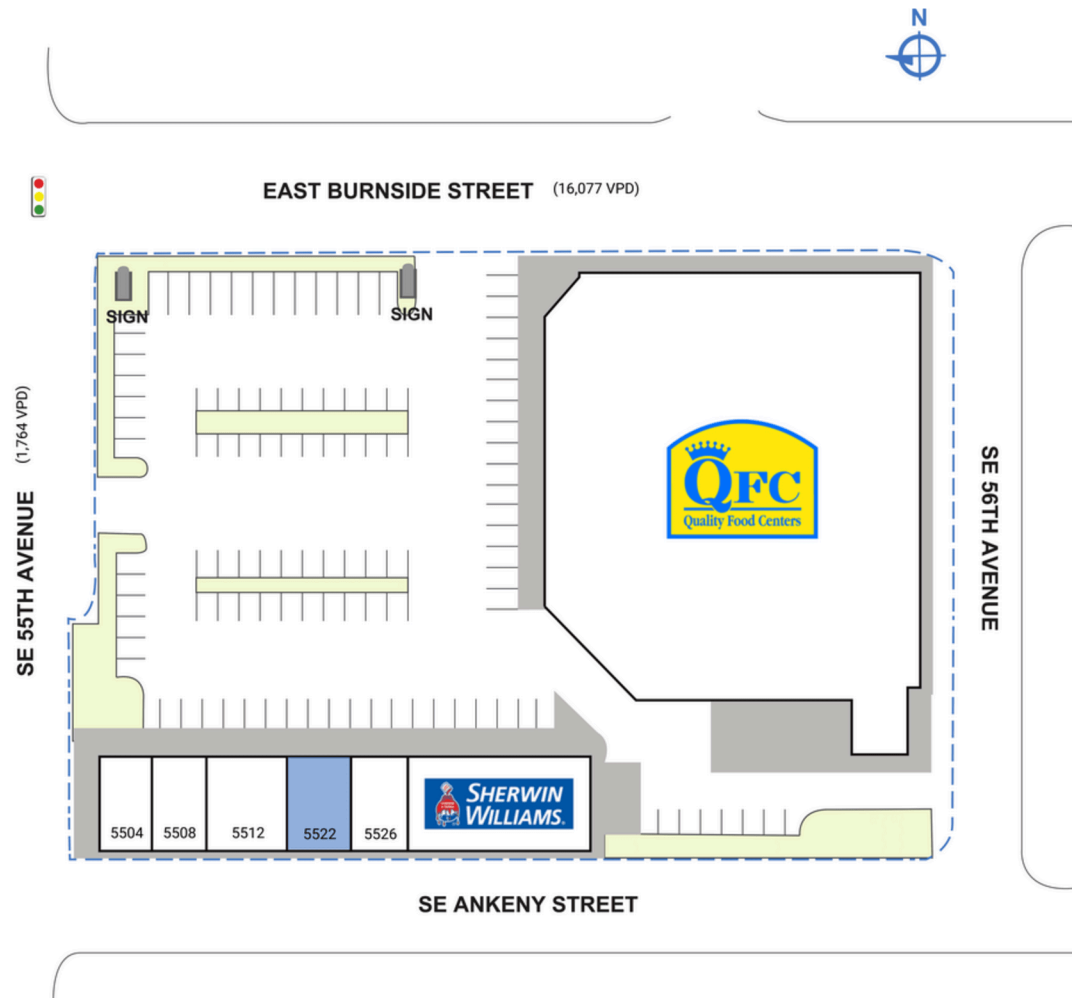 N
EAST BURNSIDE STREET (16,077 VPD)
SIGN
SIGN
(1,764 VPD)
SE 55TH AVENUE
QFC
Quality Food Centers
SE 56TH AVENUE
5504
5508
5512
5522
5526
SHERWIN
WILLIAMS.
SE ANKENY STREET